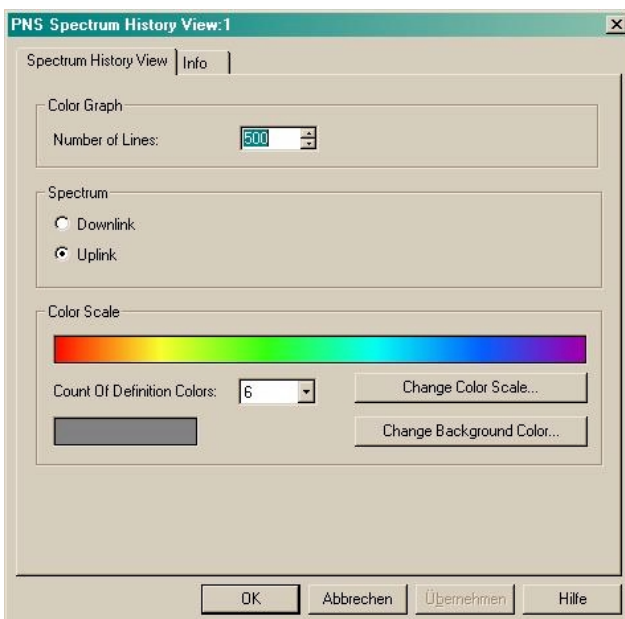 PNS Spectrum History View:1
Spectrum History View Info
Color Graph
Number of Lines: 500
Spectrum
Downlink
Uplink
Color Scale
Count Of Definition Colors: 6 Change Color Scale...
Change Background Color...
OK Abbrechen Übernehmen Hilfe